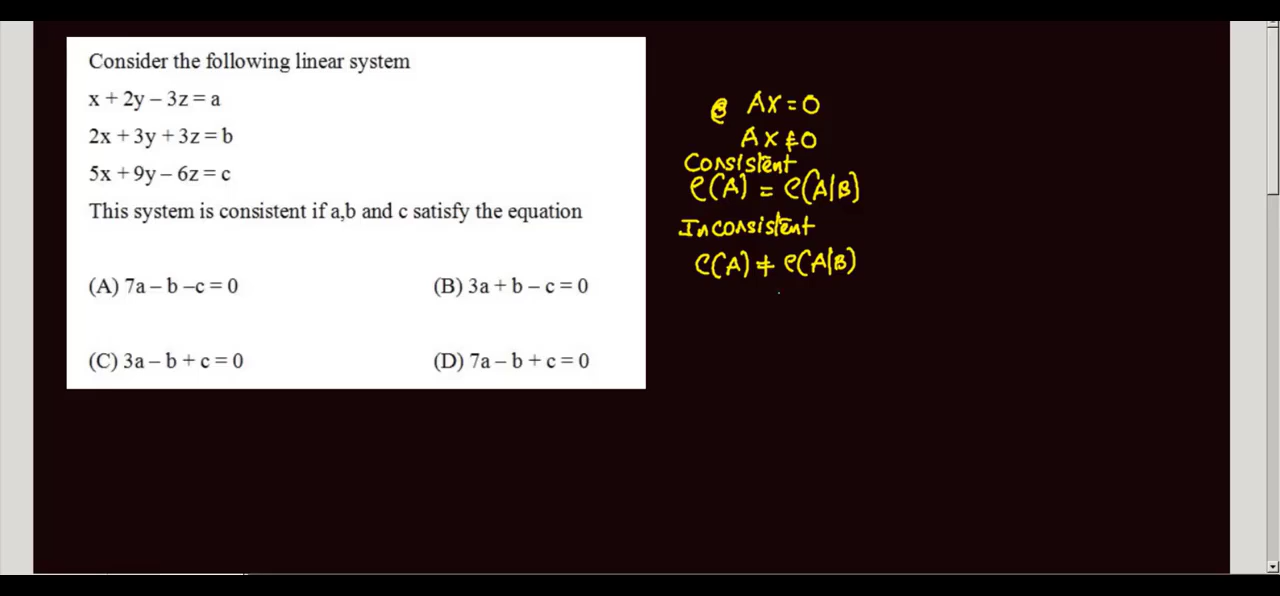 Consider the following linear system
x + 2y – 3z = a
2x + 3y + 3z = b
5x + 9y – 6z = c
This system is consistent if a,b and c satisfy the equation
(A) 7a – b –c = 0
(B) 3a + b – c = 0
(C) 3a – b + c = 0
(D) 7a – b + c = 0
AX = 0
AX ≠ 0
Consistent
ρ(A) = ρ(A|B)
Inconsistent
ρ(A) ≠ ρ(A|B)